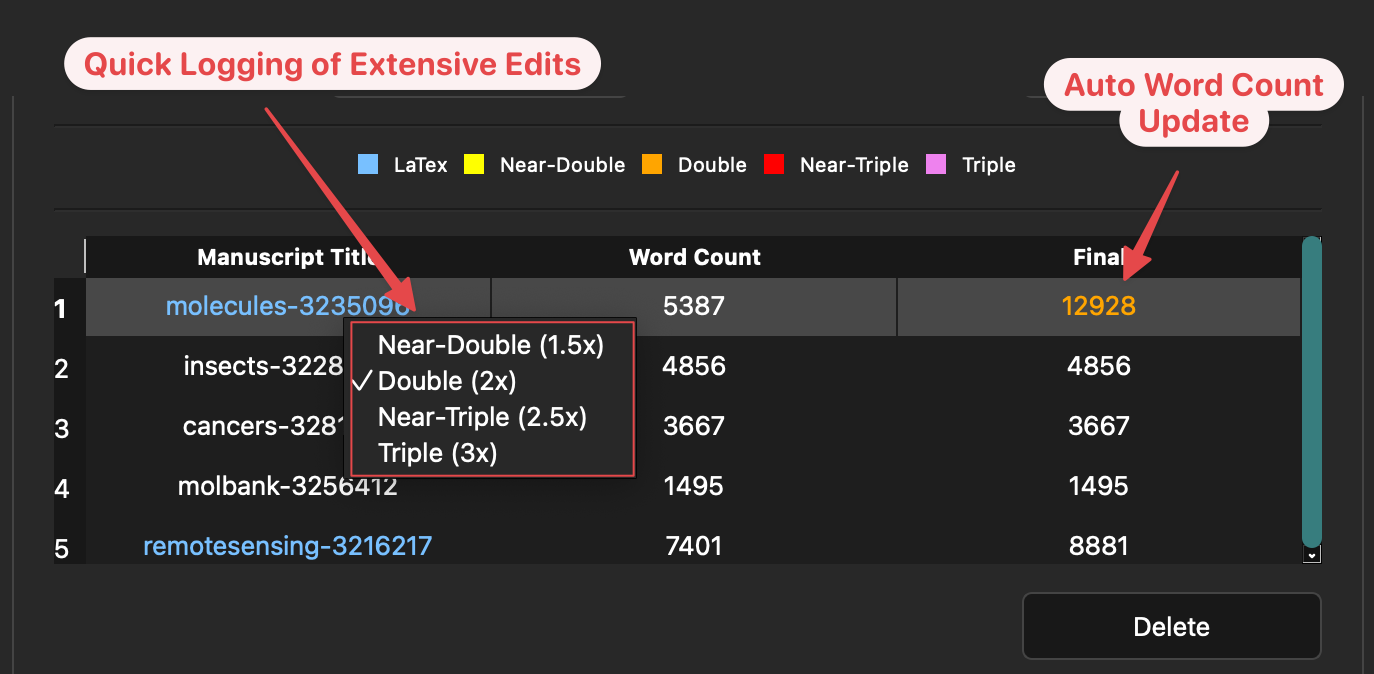 Quick Logging of Extensive Edits
Auto Word Count
Update
LaTex Near-Double Double Near-Triple Triple
Manuscript Title Word Count Final
1 molecules-3235096 5387 12928
Near-Double (1.5x)
2 insects-3228 4856 4856
✓ Double (2x)
Near-Triple (2.5x)
3 cancers-328 3667 3667
Triple (3x)
4 molbank-3256412 1495 1495
5 remotesensing-3216217 7401 8881
Delete